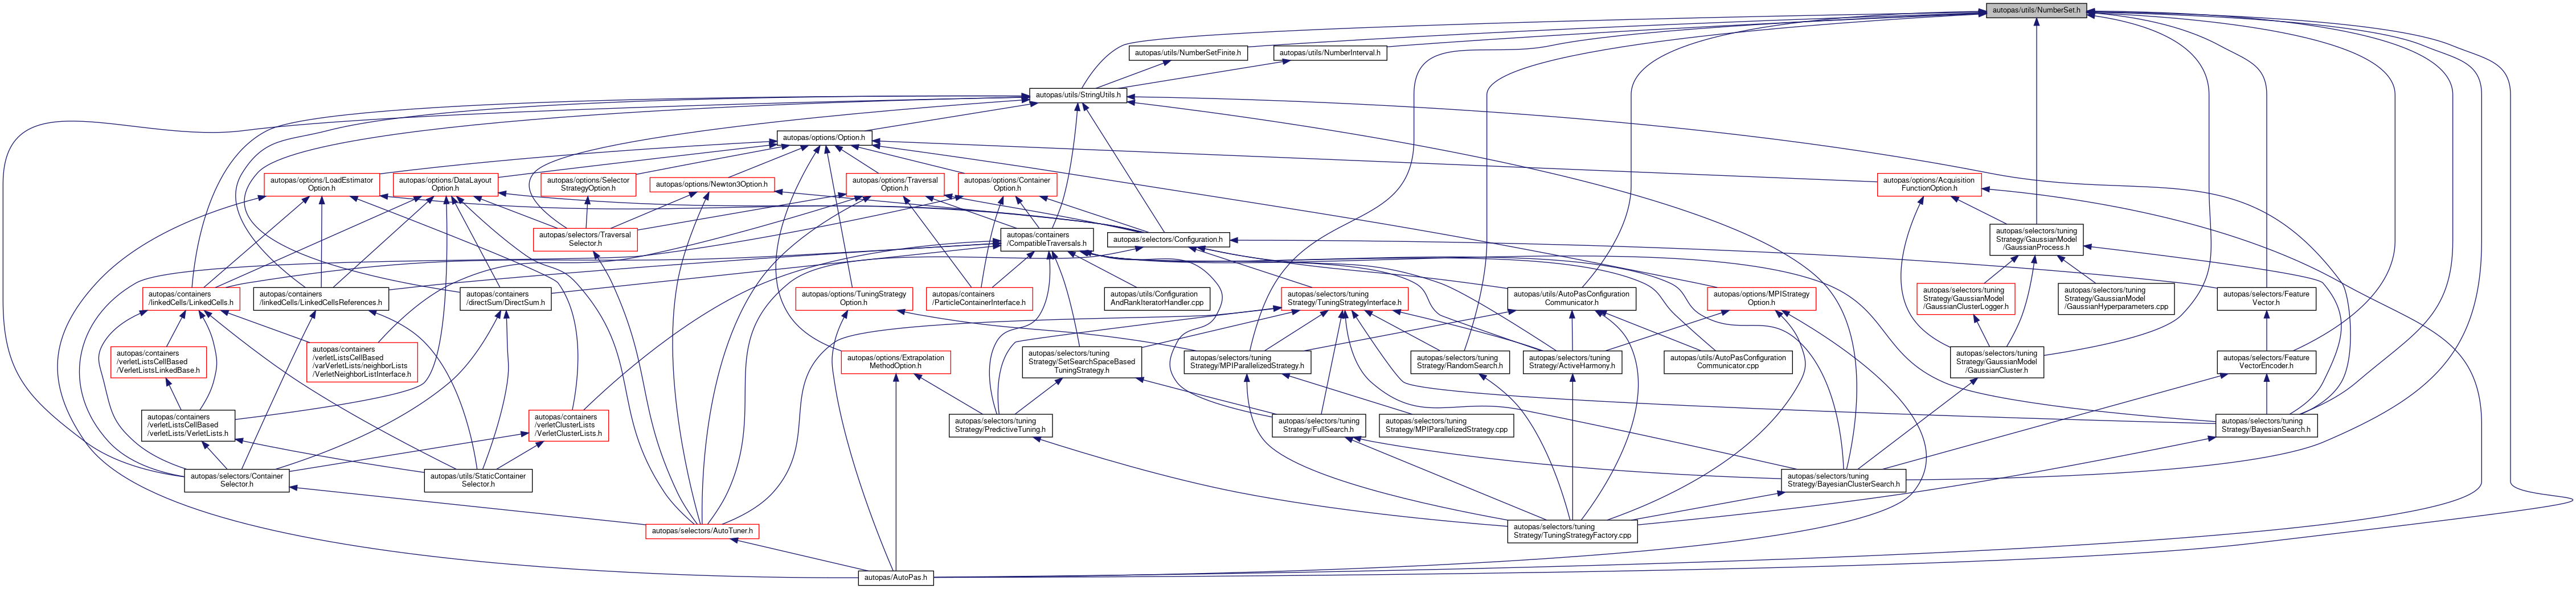 autopas/utils/NumberSet.h
autopas/utils/NumberSetFinite.h
autopas/utils/NumberInterval.h
autopas/utils/StringUtils.h
autopas/options/Option.h
autopas/options/LoadEstimator
Option.h
autopas/options/DataLayout
Option.h
autopas/options/Selector
StrategyOption.h
autopas/options/Newton3Option.h
autopas/options/Traversal
Option.h
autopas/options/Container
Option.h
autopas/options/Acquisition
FunctionOption.h
autopas/selectors/Traversal
Selector.h
autopas/containers
/CompatibleTraversals.h
autopas/selectors/Configuration.h
autopas/selectors/tuning
Strategy/GaussianModel
/GaussianProcess.h
autopas/containers
/linkedCells/LinkedCells.h
autopas/containers
/linkedCells/LinkedCellsReferences.h
autopas/containers
/directSum/DirectSum.h
autopas/options/TuningStrategy
Option.h
autopas/containers
/ParticleContainerInterface.h
autopas/utils/Configuration
AndRankIteratorHandler.cpp
autopas/selectors/tuning
Strategy/TuningStrategyInterface.h
autopas/utils/AutoPasConfiguration
Communicator.h
autopas/options/MPIStrategy
Option.h
autopas/selectors/tuning
Strategy/GaussianModel
/GaussianClusterLogger.h
autopas/selectors/tuning
Strategy/GaussianModel
/GaussianHyperparameters.cpp
autopas/selectors/Feature
Vector.h
autopas/containers
/verletListsCellBased
/VerletListsLinkedBase.h
autopas/containers
/verletListsCellBased
/varVerletLists/neighborLists
/VerletNeighborListInterface.h
autopas/options/Extrapolation
MethodOption.h
autopas/selectors/tuning
Strategy/SetSearchSpaceBased
TuningStrategy.h
autopas/selectors/tuning
Strategy/MPIParallelizedStrategy.h
autopas/selectors/tuning
Strategy/RandomSearch.h
autopas/selectors/tuning
Strategy/ActiveHarmony.h
autopas/utils/AutoPasConfiguration
Communicator.cpp
autopas/selectors/tuning
Strategy/GaussianModel
/GaussianCluster.h
autopas/selectors/Feature
VectorEncoder.h
autopas/containers
/verletListsCellBased
/verletLists/VerletLists.h
autopas/containers
/verletClusterLists
/VerletClusterLists.h
autopas/selectors/tuning
Strategy/PredictiveTuning.h
autopas/selectors/tuning
Strategy/FullSearch.h
autopas/selectors/tuning
Strategy/MPIParallelizedStrategy.cpp
autopas/selectors/tuning
Strategy/BayesianSearch.h
autopas/selectors/Container
Selector.h
autopas/utils/StaticContainer
Selector.h
autopas/selectors/tuning
Strategy/BayesianClusterSearch.h
autopas/selectors/AutoTuner.h
autopas/selectors/tuning
Strategy/TuningStrategyFactory.cpp
autopas/AutoPas.h